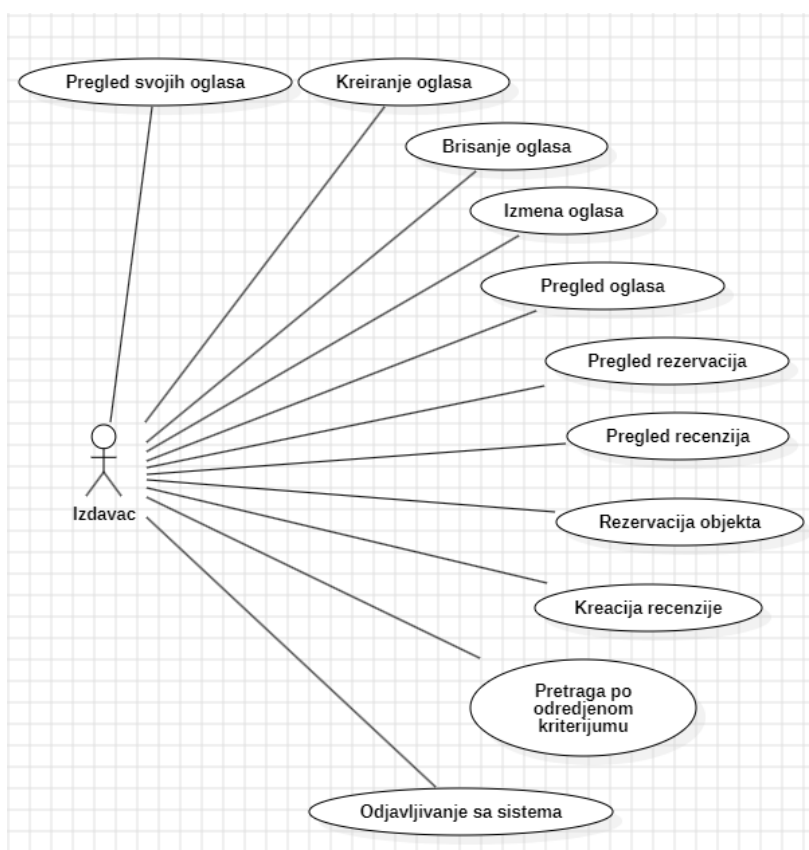 Pregled svojih oglasa
Kreiranje oglasa
Brisanje oglasa
Izmena oglasa
Pregled oglasa
Pregled rezervacija
Pregled recenzija
Izdavac
Rezervacija objekta
Kreacija recenzije
Pretraga po
odredjenom
kriterijumu
Odjavljivanje sa sistema